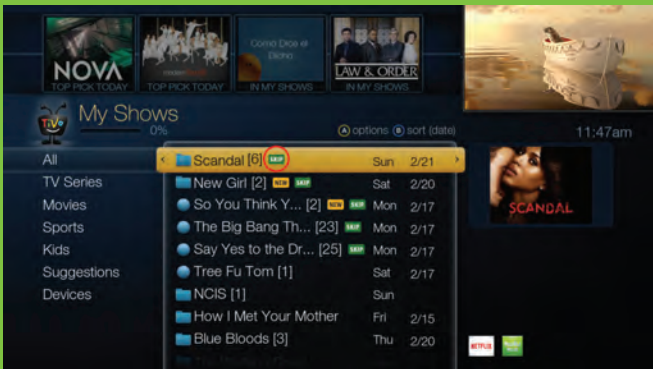 NOVA
TOP PICK TODAY
modern family
TOP PICK TODAY
Como Dice el
Dicho
IN MY SHOWS
LAW & ORDER
IN MY SHOWS
TiVo
My Shows
0%
A options B sort (date)
11:47am
All
TV Series
Movies
Sports
Kids
Suggestions
Devices
Scandal [6] SKIP Sun 2/21
New Girl [2] NEW SKIP Sat 2/20
So You Think Y... [2] NEW SKIP Mon 2/17
The Big Bang Th... [23] SKIP Mon 2/17
Say Yes to the Dr... [25] SKIP Mon 2/17
Tree Fu Tom [1] Sat 2/17
NCIS [1] Sun
How I Met Your Mother Fri 2/15
Blue Bloods [3] Thu 2/20
SCANDAL
NETFLIX